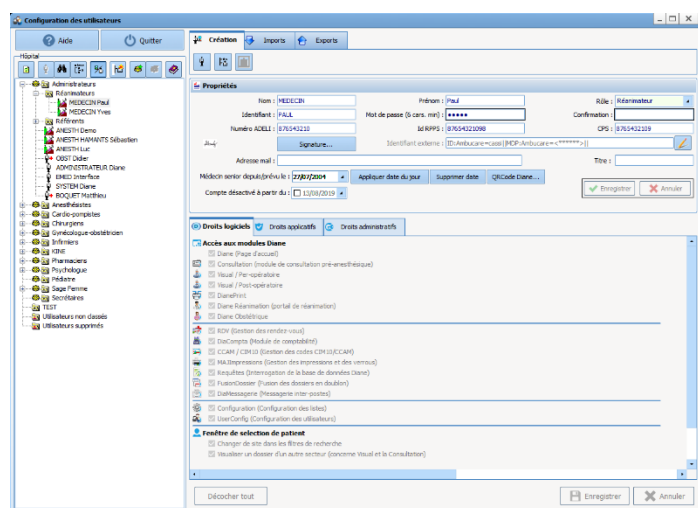 Configuration des utilisateurs
Aide
Quitter
Hôpital
Administrateurs
Réanimateurs
MEDECIN Paul
MEDECIN Yves
Référents
ANESTH Demo
ANESTH HAMANTS Sébastien
ANESTH Luc
OBST Didier
ADMINISTRATEUR Diane
EMED Interface
SYSTEM Diane
BOQUET Matthieu
Anesthésistes
Cardio-pompistes
Chirurgiens
Gynécologue-obstétricien
Infirmiers
KINE
Pharmaciens
Psychologue
Pédiatre
Sage Femme
Secrétaires
TEST
Utilisateurs non classés
Utilisateurs supprimés
Création
Imports
Exports
Propriétés
Nom : MEDECIN
Prénom : Paul
Rôle : Réanimateur
Identifiant : PAUL
Mot de passe (6 cars. min) : •••••
Confirmation :
Numéro ADELI : 876543210
Id RPPS : 87654321098
CPS : 8765432109
Signature...
Identifiant externe : ID:Ambucare=cassi||MDP:Ambucare=<******>||
Adresse mail :
Titre :
Médecin senior depuis/prévu le : 27/07/2004
Appliquer date du jour
Supprimer date
QRCode Diane...
Compte désactivé à partir du : 13/08/2019
Enregistrer
Annuler
Droits logiciels
Droits applicatifs
Droits administratifs
Accès aux modules Diane
Diane (Page d'accueil)
Consultation (module de consultation pré-anesthésique)
Visual / Per-opératoire
Visual / Post-opératoire
DianePrint
Diane Réanimation (portail de réanimation)
Diane Obstétrique
RDV (Gestion des rendez-vous)
DiaCompta (Module de comptabilité)
CCAM / CIM10 (Gestion des codes CIM10/CCAM)
MAJImpressions (Gestion des impressions et des verrous)
Requêtes (Interrogation de la base de données Diane)
FusionDossier (Fusion des dossiers en doublon)
DiaMessagerie (Messagerie inter-postes)
Configuration (Configuration des listes)
UserConfig (Configuration des utilisateurs)
Fenêtre de selection de patient
Changer de site dans les filtres de recherche
Visualiser un dossier d'un autre secteur (concerne Visual et la Consultation)
Décocher tout
Enregistrer
Annuler